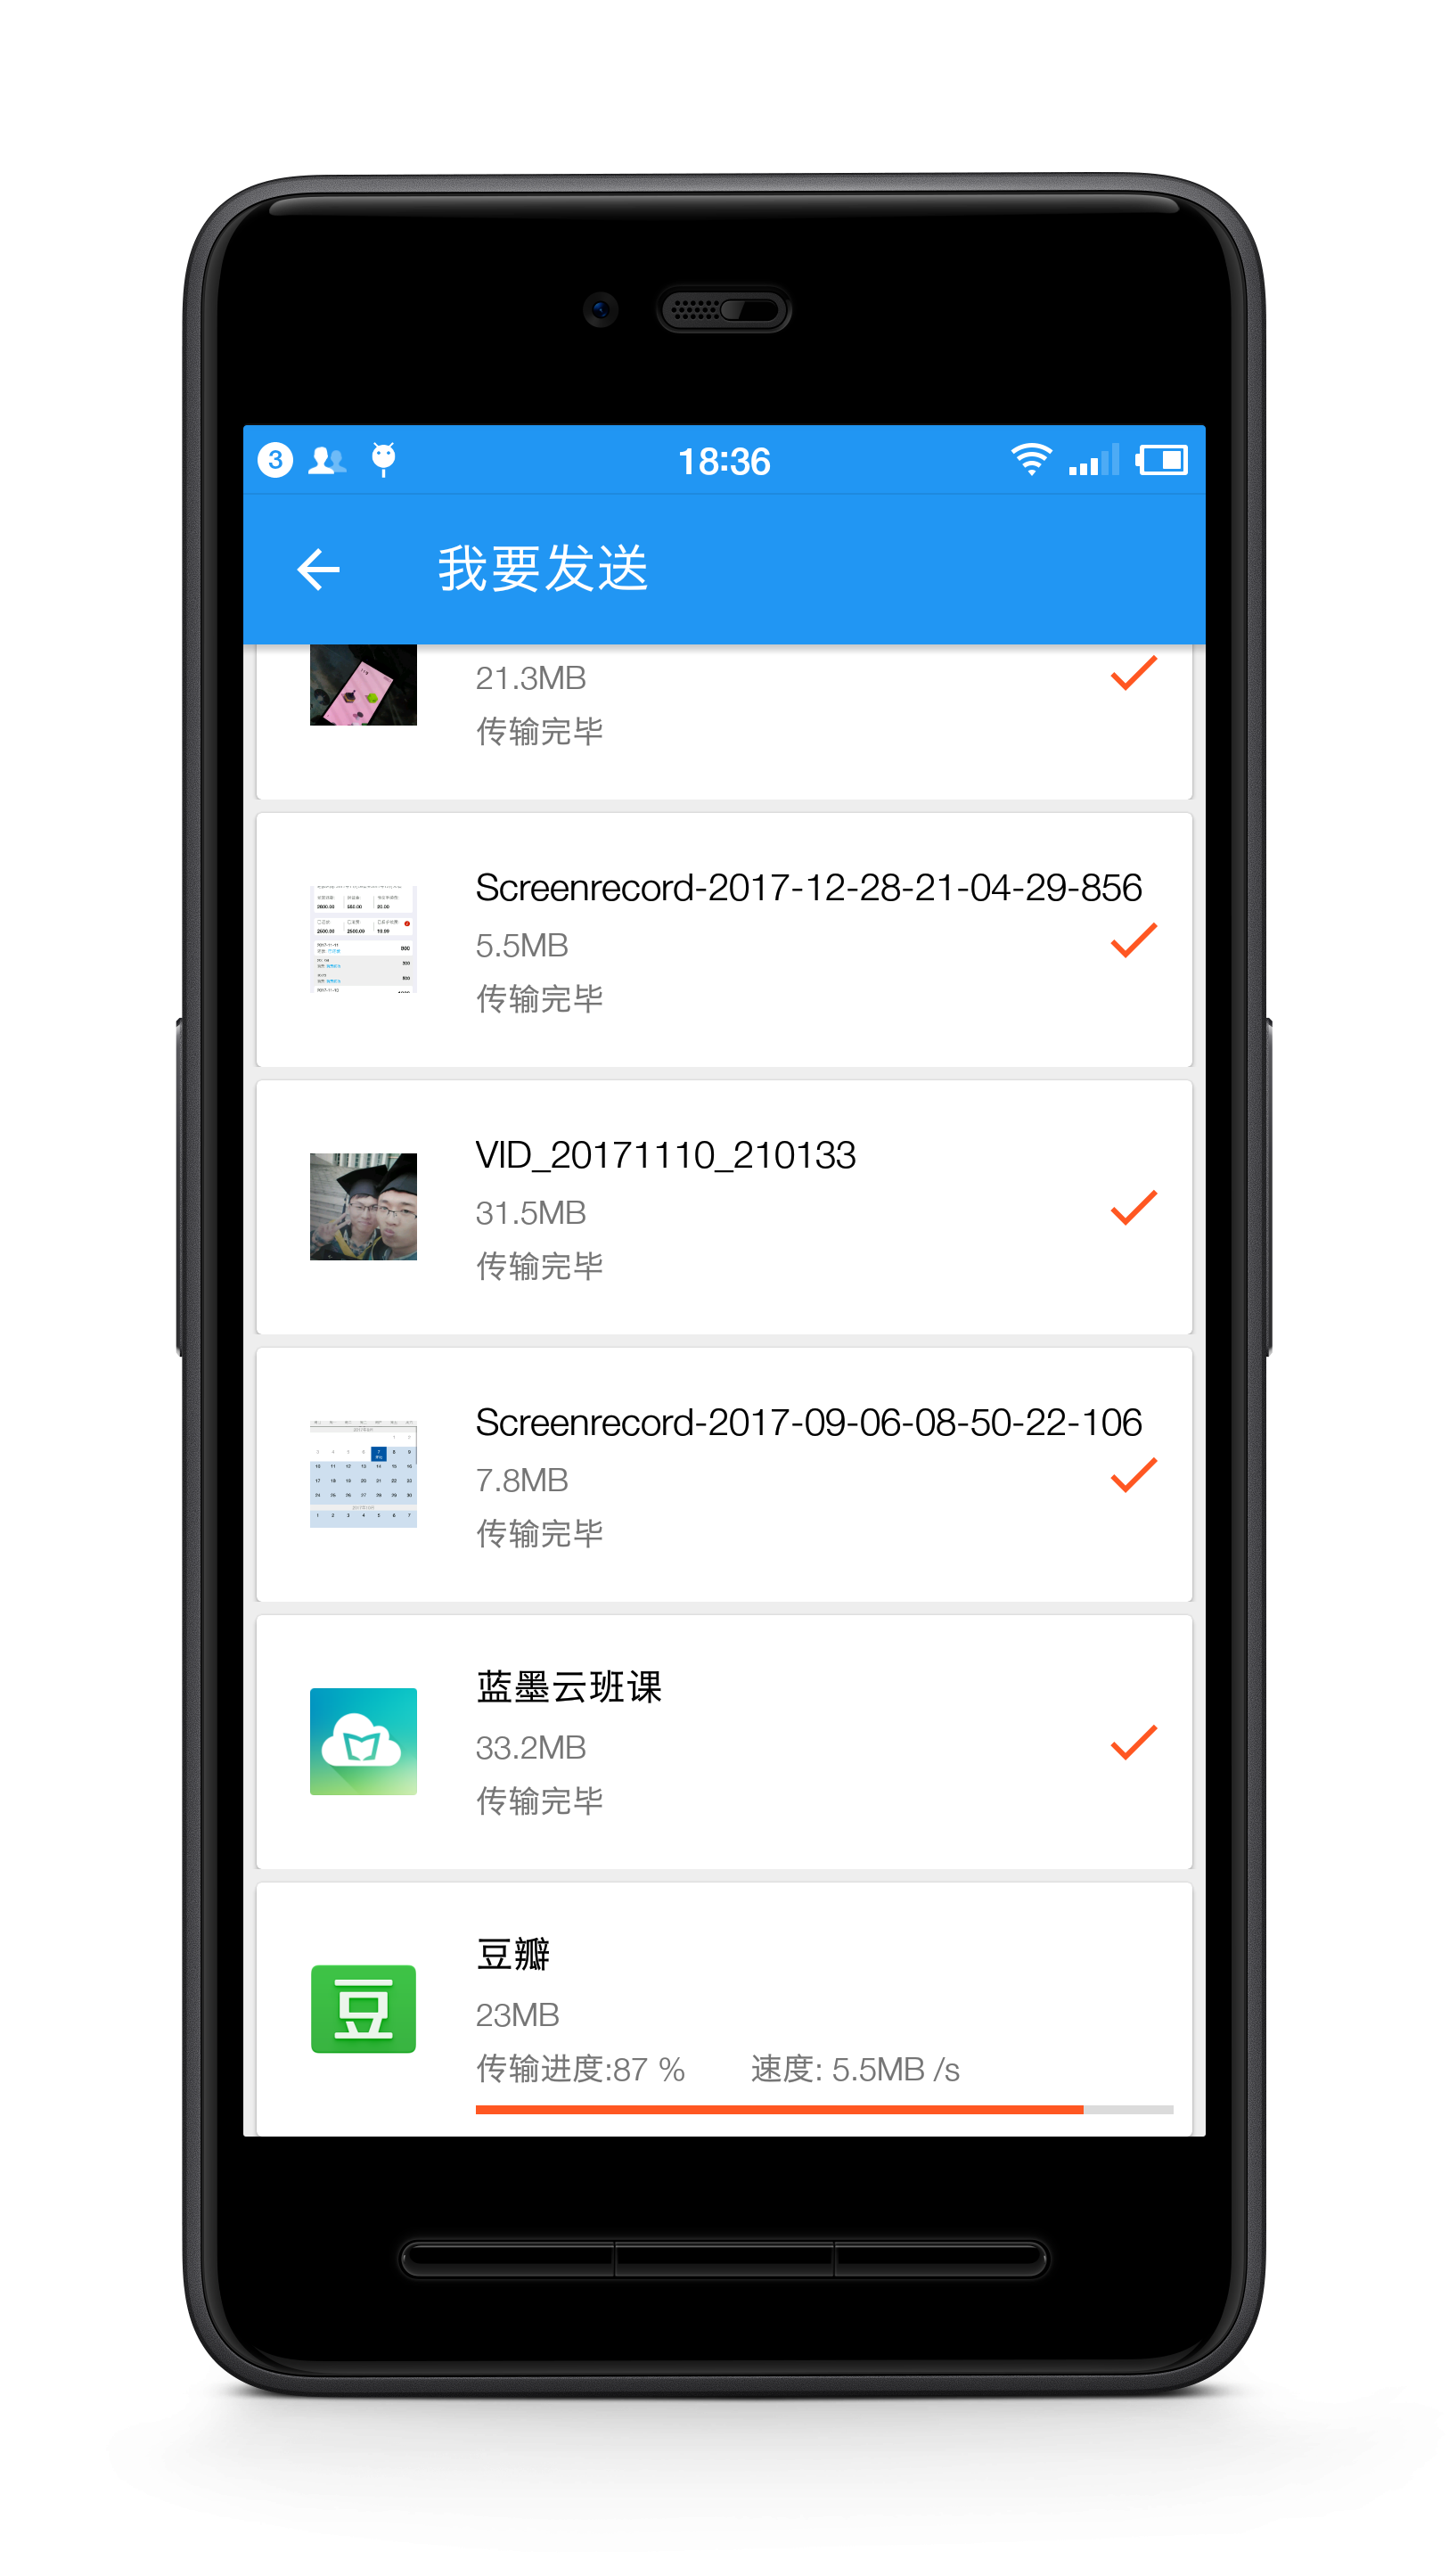 3
18:36
我要发送
21.3MB
传输完毕
Screenrecord-2017-12-28-21-04-29-856
5.5MB
传输完毕
VID_20171110_210133
31.5MB
传输完毕
Screenrecord-2017-09-06-08-50-22-106
7.8MB
传输完毕
蓝墨云班课
33.2MB
传输完毕
豆
豆瓣
23MB
传输进度:87 % 速度: 5.5MB /s